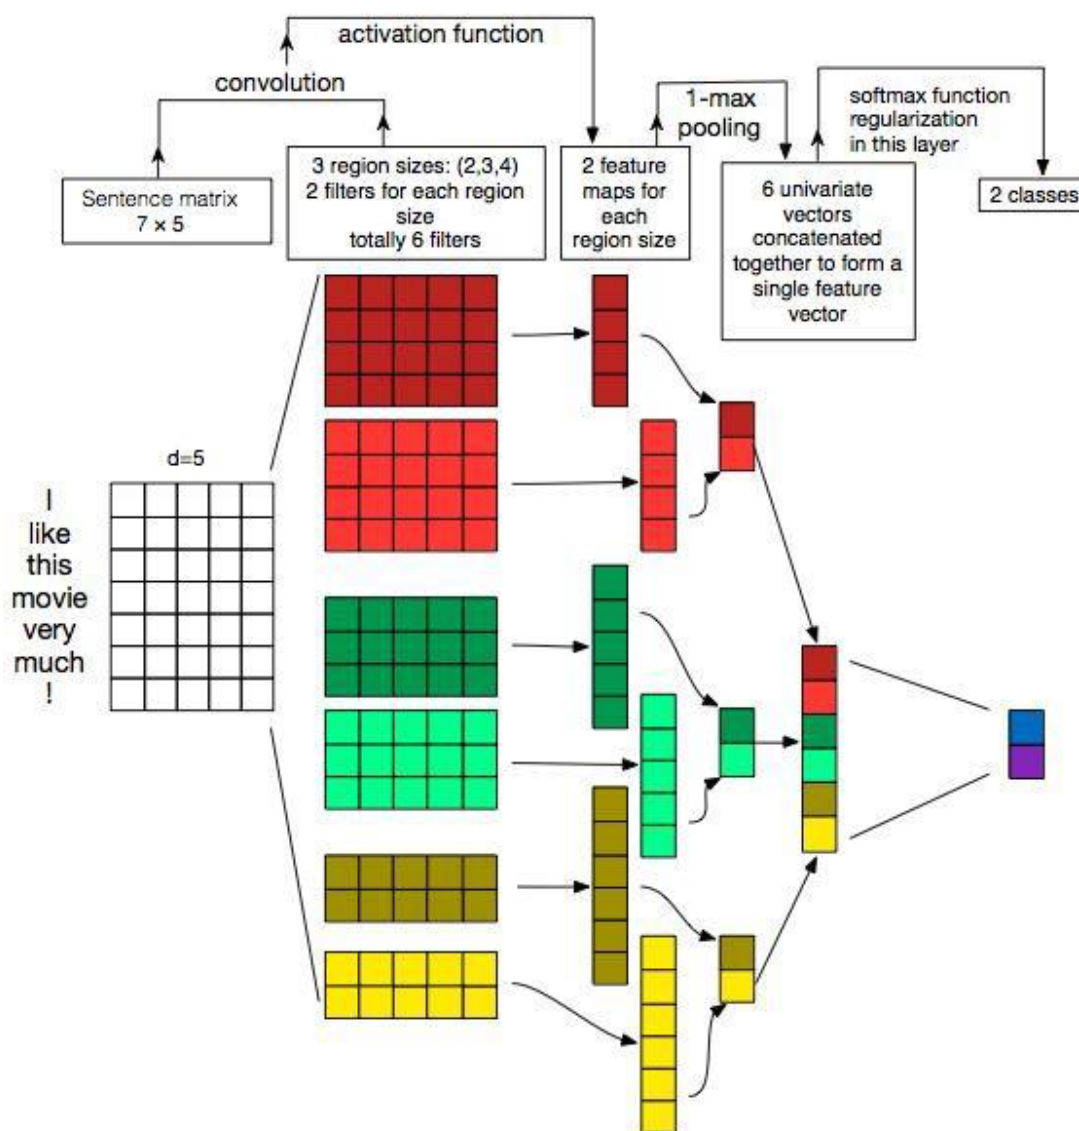 activation function
convolution
1-max
pooling
softmax function
regularization
in this layer
Sentence matrix
7 × 5
3 region sizes: (2,3,4)
2 filters for each region
size
totally 6 filters
2 feature
maps for
each
region size
6 univariate
vectors
concatenated
together to form a
single feature
vector
2 classes
d=5
I
like
this
movie
very
much
!